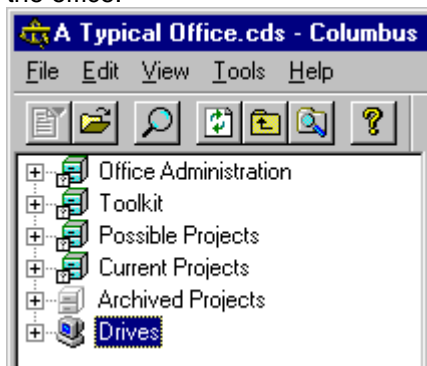 the office.
A Typical Office.cds - Columbus
File Edit View Tools Help
Office Administration
Toolkit
Possible Projects
Current Projects
Archived Projects
Drives